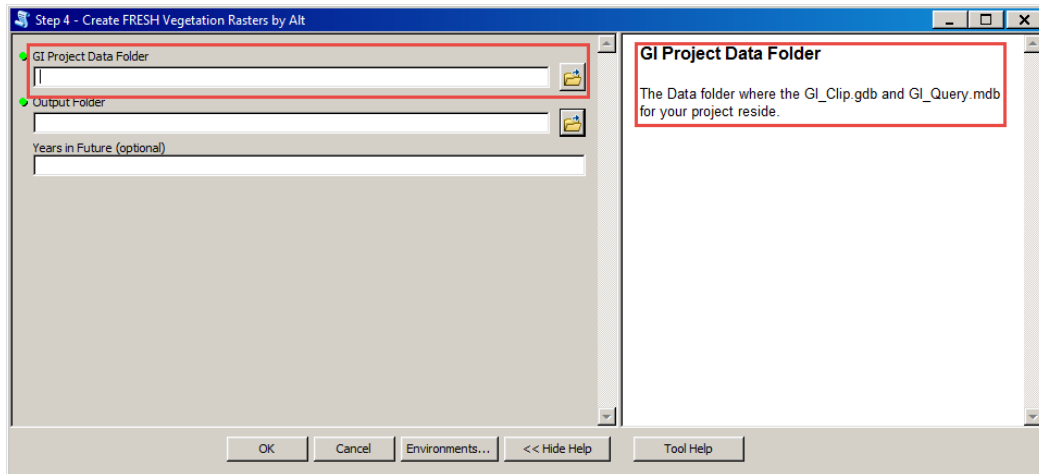 Step 4 - Create FRESH Vegetation Rasters by Alt
GI Project Data Folder
Output Folder
Years in Future (optional)
GI Project Data Folder
The Data folder where the GI_Clip.gdb and GI_Query.mdb
for your project reside.
OK
Cancel
Environments...
<< Hide Help
Tool Help